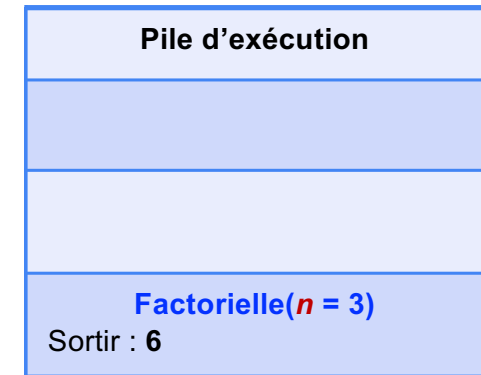 Pile d’exécution
Factorielle(n = 3)
Sortir : 6